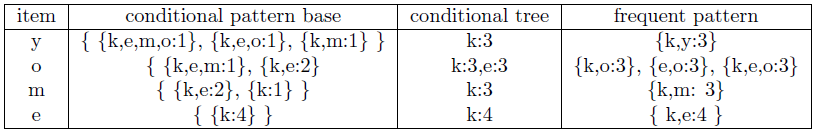 item conditional pattern base conditional tree frequent pattern
y { {k,e,m,o:1}, {k,e,o:1}, {k,m:1} } k:3 {k,y:3}
o { {k,e,m:1}, {k,e:2} k:3,e:3 {k,o:3}, {e,o:3}, {k,e,o:3}
m { {k,e:2}, {k:1} } k:3 {k,m: 3}
e { {k:4} } k:4 { k,e:4 }